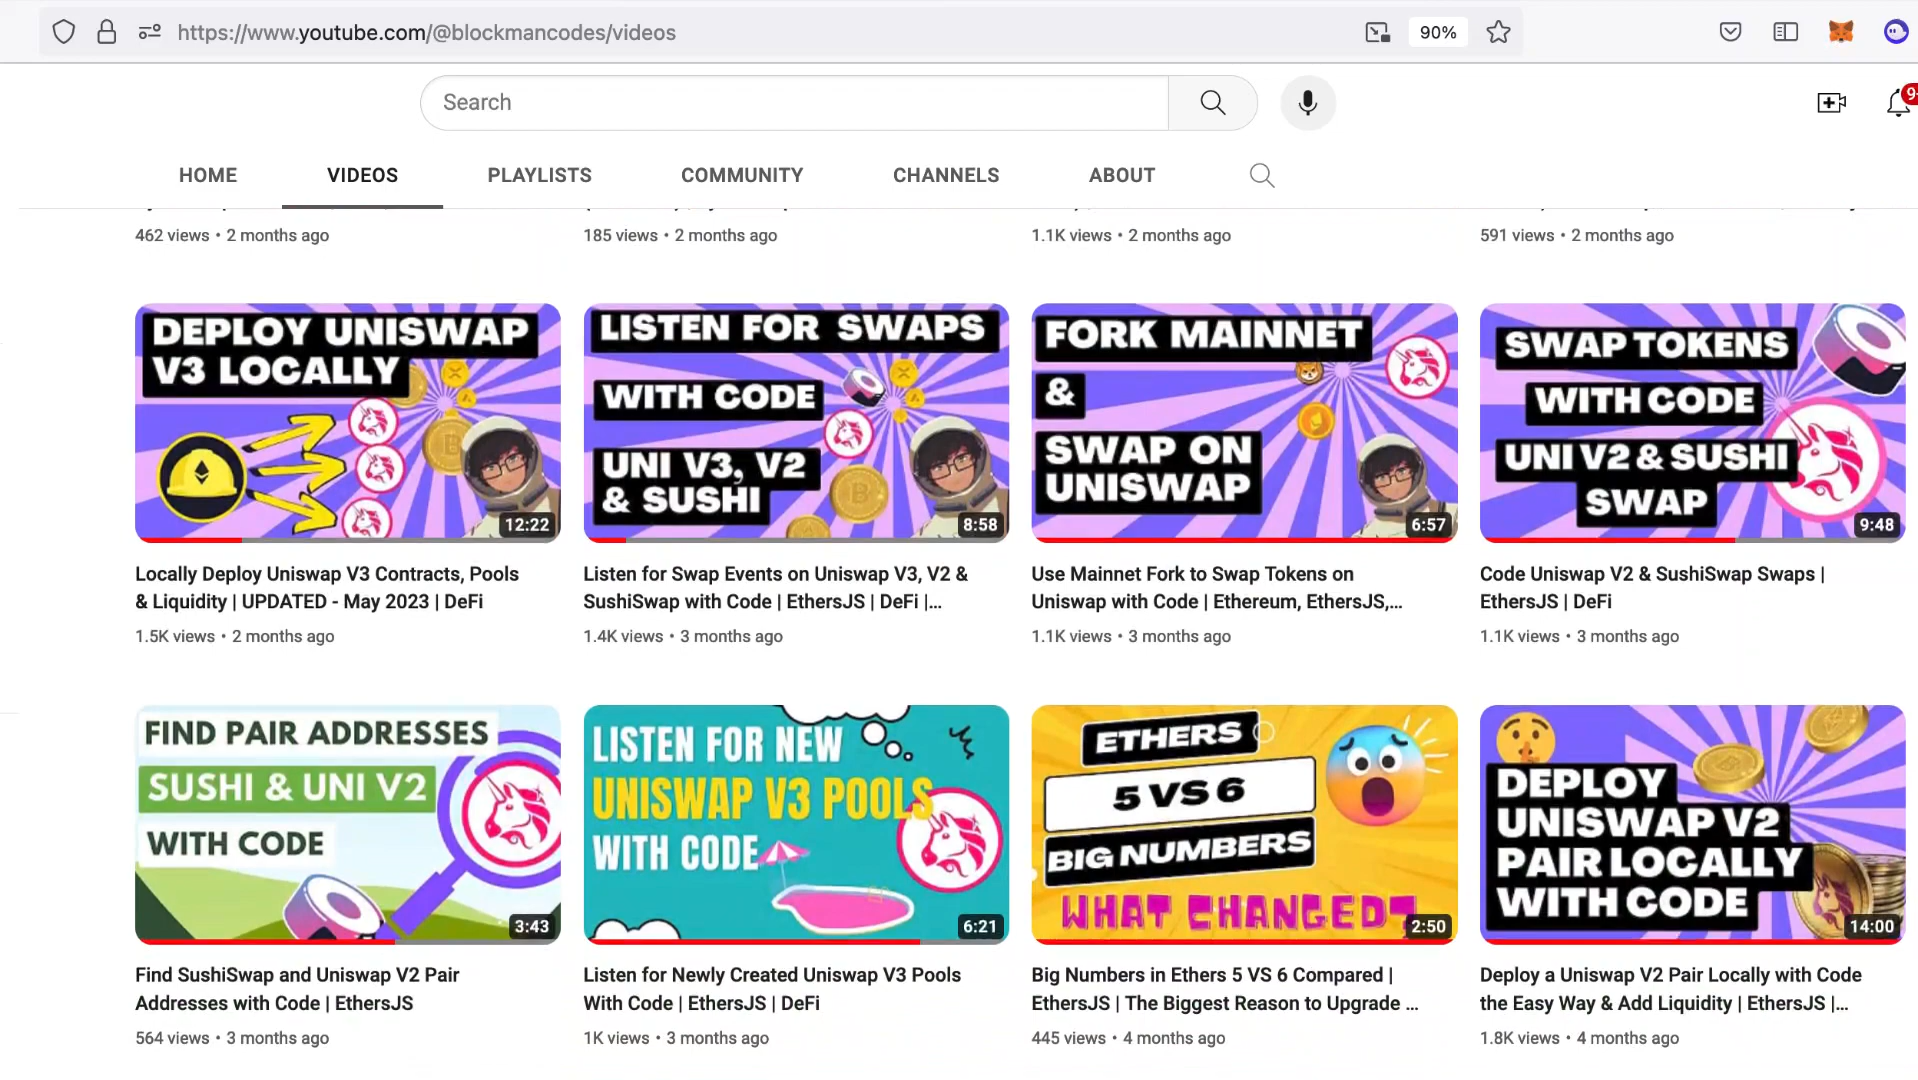 https://www.youtube.com/@blockmancodes/videos
90%
Search
9
HOME
VIDEOS
PLAYLISTS
COMMUNITY
CHANNELS
ABOUT
462 views • 2 months ago
185 views • 2 months ago
1.1K views • 2 months ago
591 views • 2 months ago
DEPLOY UNISWAP
V3 LOCALLY
12:22
LISTEN FOR SWAPS
WITH CODE
UNI V3, V2
& SUSHI
8:58
FORK MAINNET
&
SWAP ON
UNISWAP
6:57
SWAP TOKENS
WITH CODE
UNI V2 & SUSHI
SWAP
9:48
Locally Deploy Uniswap V3 Contracts, Pools
& Liquidity | UPDATED - May 2023 | DeFi
1.5K views • 2 months ago
Listen for Swap Events on Uniswap V3, V2 &
SushiSwap with Code | EthersJS | DeFi |...
1.4K views • 3 months ago
Use Mainnet Fork to Swap Tokens on
Uniswap with Code | Ethereum, EthersJS,...
1.1K views • 3 months ago
Code Uniswap V2 & SushiSwap Swaps |
EthersJS | DeFi
1.1K views • 3 months ago
FIND PAIR ADDRESSES
SUSHI & UNI V2
WITH CODE
3:43
LISTEN FOR NEW
UNISWAP V3 POOLS
WITH CODE
6:21
ETHERS
5 VS 6
BIG NUMBERS
WHAT CHANGED?
2:50
DEPLOY
UNISWAP V2
PAIR LOCALLY
WITH CODE
14:00
Find SushiSwap and Uniswap V2 Pair
Addresses with Code | EthersJS
564 views • 3 months ago
Listen for Newly Created Uniswap V3 Pools
With Code | EthersJS | DeFi
1K views • 3 months ago
Big Numbers in Ethers 5 VS 6 Compared |
EthersJS | The Biggest Reason to Upgrade ...
445 views • 4 months ago
Deploy a Uniswap V2 Pair Locally with Code
the Easy Way & Add Liquidity | EthersJS |...
1.8K views • 4 months ago